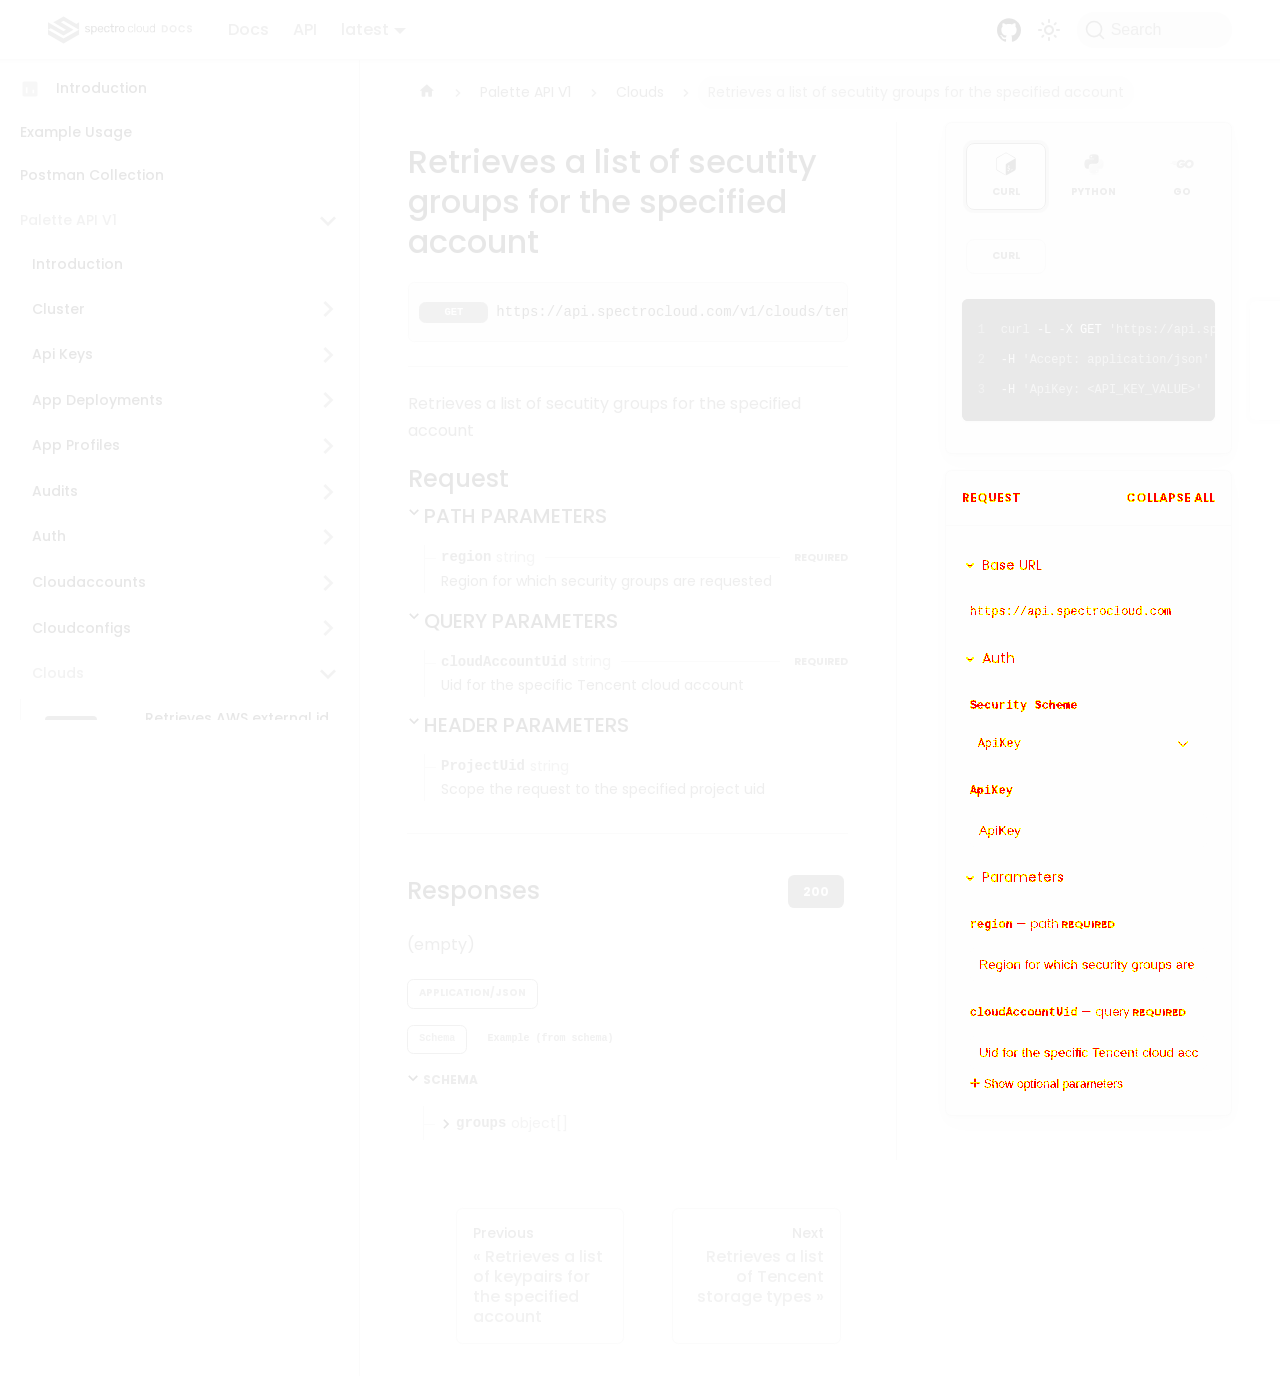 spectro cloud DOCS
Docs
API
latest
Search
Introduction
Example Usage
Postman Collection
Palette API V1
Introduction
Cluster
Api Keys
App Deployments
App Profiles
Audits
Auth
Cloudaccounts
Cloudconfigs
Clouds
Retrieves AWS external id
Palette API V1
Clouds
Retrieves a list of secutity groups for the specified account
Retrieves a list of secutity
groups for the specified
account
GET https://api.spectrocloud.com/v1/clouds/ten
Retrieves a list of secutity groups for the specified
account
Request
PATH PARAMETERS
region string REQUIRED
Region for which security groups are requested
QUERY PARAMETERS
cloudAccountUid string REQUIRED
Uid for the specific Tencent cloud account
HEADER PARAMETERS
ProjectUid string
Scope the request to the specified project uid
Responses
200
(empty)
APPLICATION/JSON
Schema
Example (from schema)
SCHEMA
groups object[]
Previous
« Retrieves a list
of keypairs for
the specified
account
Next
Retrieves a list
of Tencent
storage types »
CURL
PYTHON
GO
CURL
1 curl -L -X GET 'https://api.sp
2 -H 'Accept: application/json'
3 -H 'ApiKey: <API_KEY_VALUE>'
REQUEST
COLLAPSE ALL
Base URL
https://api.spectrocloud.com
Auth
Security Scheme
ApiKey
ApiKey
ApiKey
Parameters
region — path REQUIRED
Region for which security groups are
cloudAccountUid — query REQUIRED
Uid for the specific Tencent cloud acc
Show optional parameters